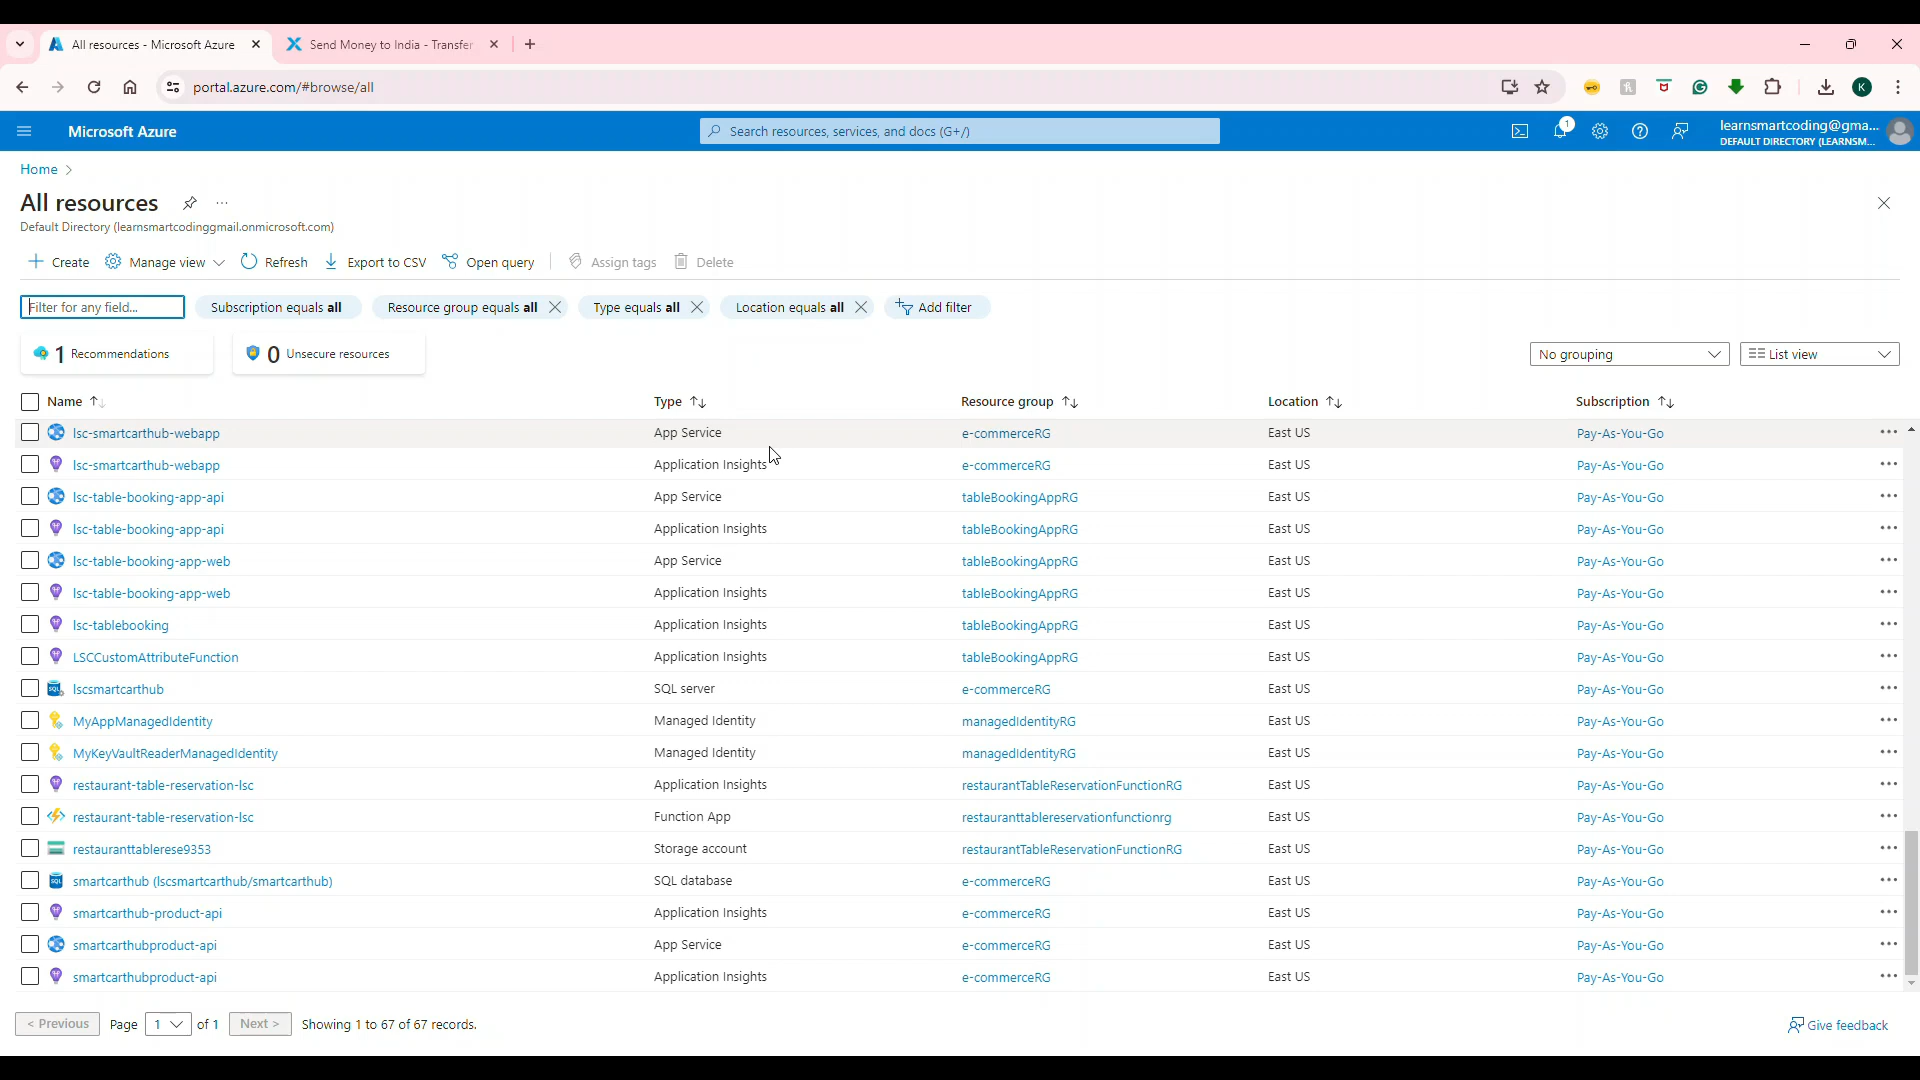 All resources - Microsoft Azure
Send Money to India - Transfer
portal.azure.com/#browse/all
K
Microsoft Azure
Search resources, services, and docs (G+/)
1
learnsmartcoding@gma...
DEFAULT DIRECTORY (LEARNSM...
Home
All resources
Default Directory (learnsmartcodinggmail.onmicrosoft.com)
Create Manage view Refresh Export to CSV Open query Assign tags Delete
Filter for any field... Subscription equals all Resource group equals all Type equals all Location equals all Add filter
1 Recommendations 0 Unsecure resources No grouping List view
Name Type Resource group Location Subscription
lsc-smartcarthub-webapp App Service e-commerceRG East US Pay-As-You-Go
lsc-smartcarthub-webapp Application Insights e-commerceRG East US Pay-As-You-Go
lsc-table-booking-app-api App Service tableBookingAppRG East US Pay-As-You-Go
lsc-table-booking-app-api Application Insights tableBookingAppRG East US Pay-As-You-Go
lsc-table-booking-app-web App Service tableBookingAppRG East US Pay-As-You-Go
lsc-table-booking-app-web Application Insights tableBookingAppRG East US Pay-As-You-Go
lsc-tablebooking Application Insights tableBookingAppRG East US Pay-As-You-Go
LSCCustomAttributeFunction Application Insights tableBookingAppRG East US Pay-As-You-Go
lscsmartcarthub SQL server e-commerceRG East US Pay-As-You-Go
MyAppManagedIdentity Managed Identity managedIdentityRG East US Pay-As-You-Go
MyKeyVaultReaderManagedIdentity Managed Identity managedIdentityRG East US Pay-As-You-Go
restaurant-table-reservation-lsc Application Insights restaurantTableReservationFunctionRG East US Pay-As-You-Go
restaurant-table-reservation-lsc Function App restauranttablereservationfunctionrg East US Pay-As-You-Go
restauranttablerese9353 Storage account restaurantTableReservationFunctionRG East US Pay-As-You-Go
smartcarthub (lscsmartcarthub/smartcarthub) SQL database e-commerceRG East US Pay-As-You-Go
smartcarthub-product-api Application Insights e-commerceRG East US Pay-As-You-Go
smartcarthubproduct-api App Service e-commerceRG East US Pay-As-You-Go
smartcarthubproduct-api Application Insights e-commerceRG East US Pay-As-You-Go
< Previous Page 1 of 1 Next > Showing 1 to 67 of 67 records. Give feedback